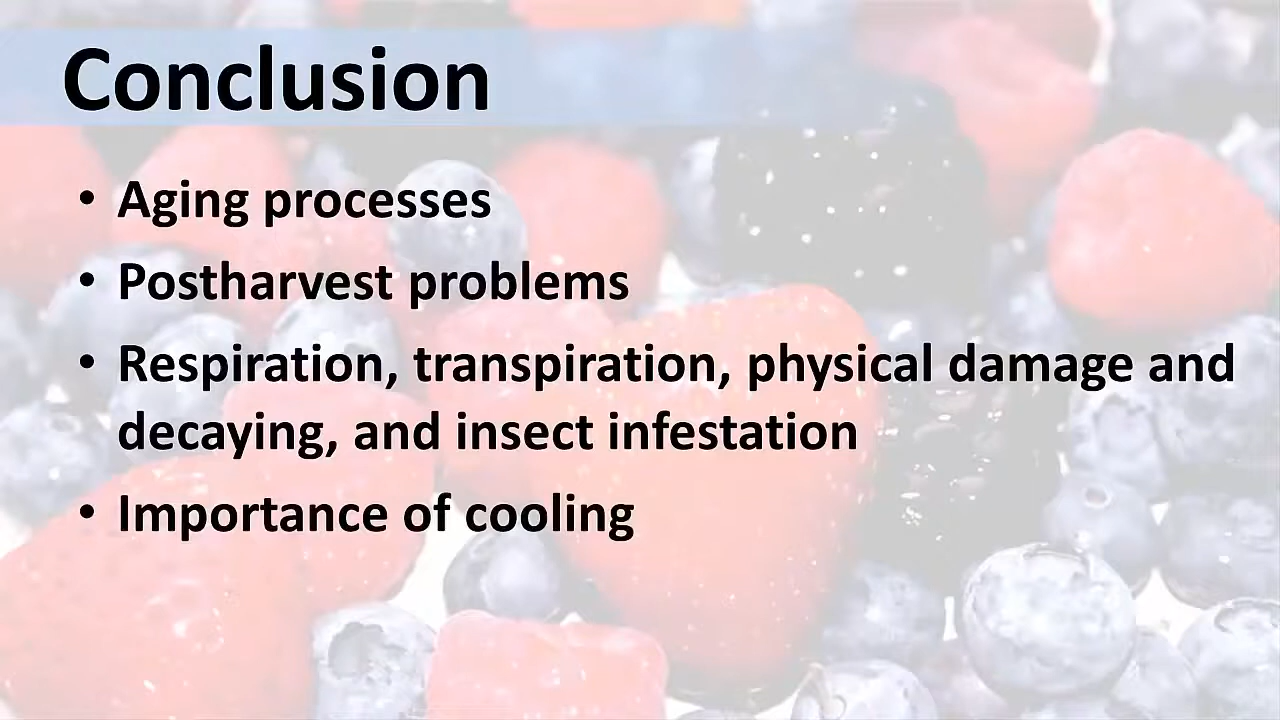 Conclusion
• Aging processes
• Postharvest problems
• Respiration, transpiration, physical damage and
decaying, and insect infestation
• Importance of cooling